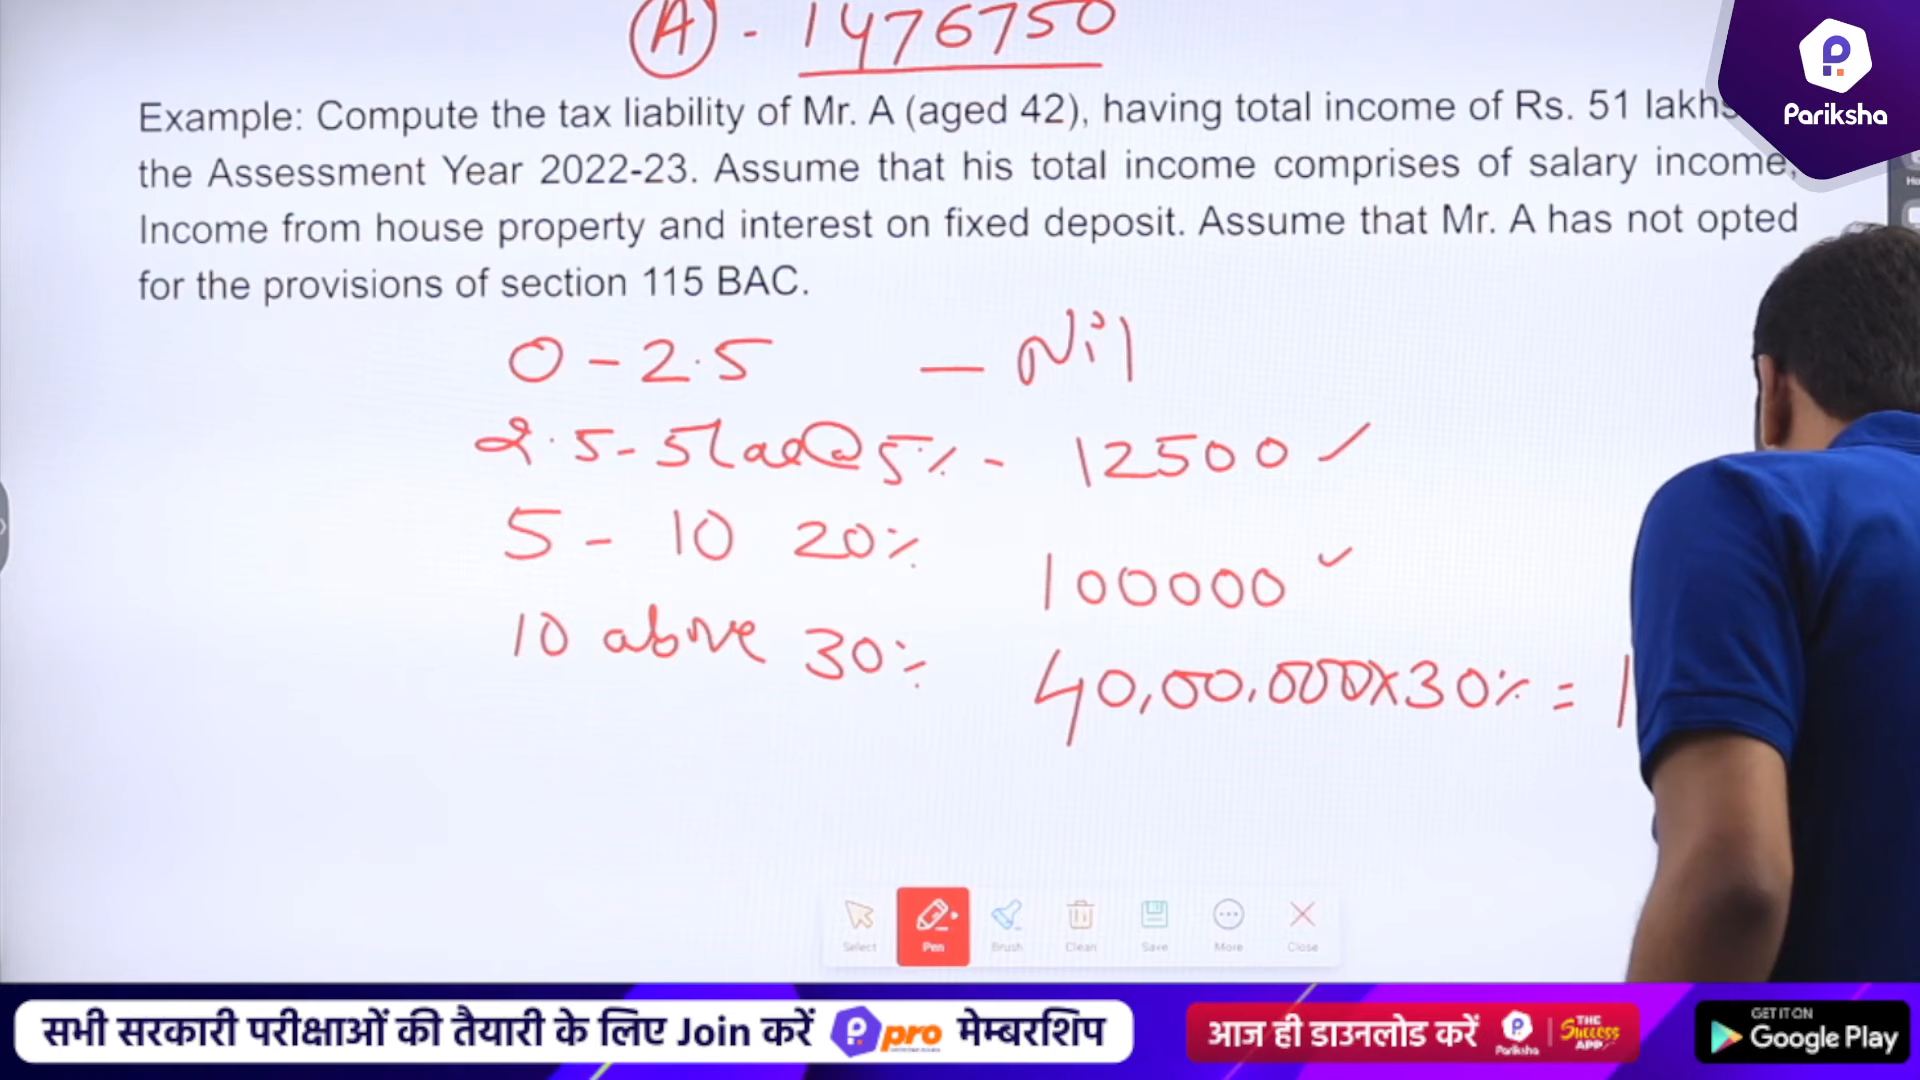 (A) - 1476750
Pariksha
Example: Compute the tax liability of Mr. A (aged 42), having total income of Rs. 51 lakhs
the Assessment Year 2022-23. Assume that his total income comprises of salary income,
Income from house property and interest on fixed deposit. Assume that Mr. A has not opted
for the provisions of section 115 BAC.
0 - 2.5 — Nil
2.5 - 5 lac @ 5% - 12500 ✓
5 - 10 20% 100000 ✓
10 above 30% 40,00,000 x 30% = 1
Select Pen Brush Clean Save More Close
सभी सरकारी परीक्षाओं की तैयारी के लिए Join करें pro मेम्बरशिप
आज ही डाउनलोड करें Pariksha THE Success APP
GET IT ON
Google Play